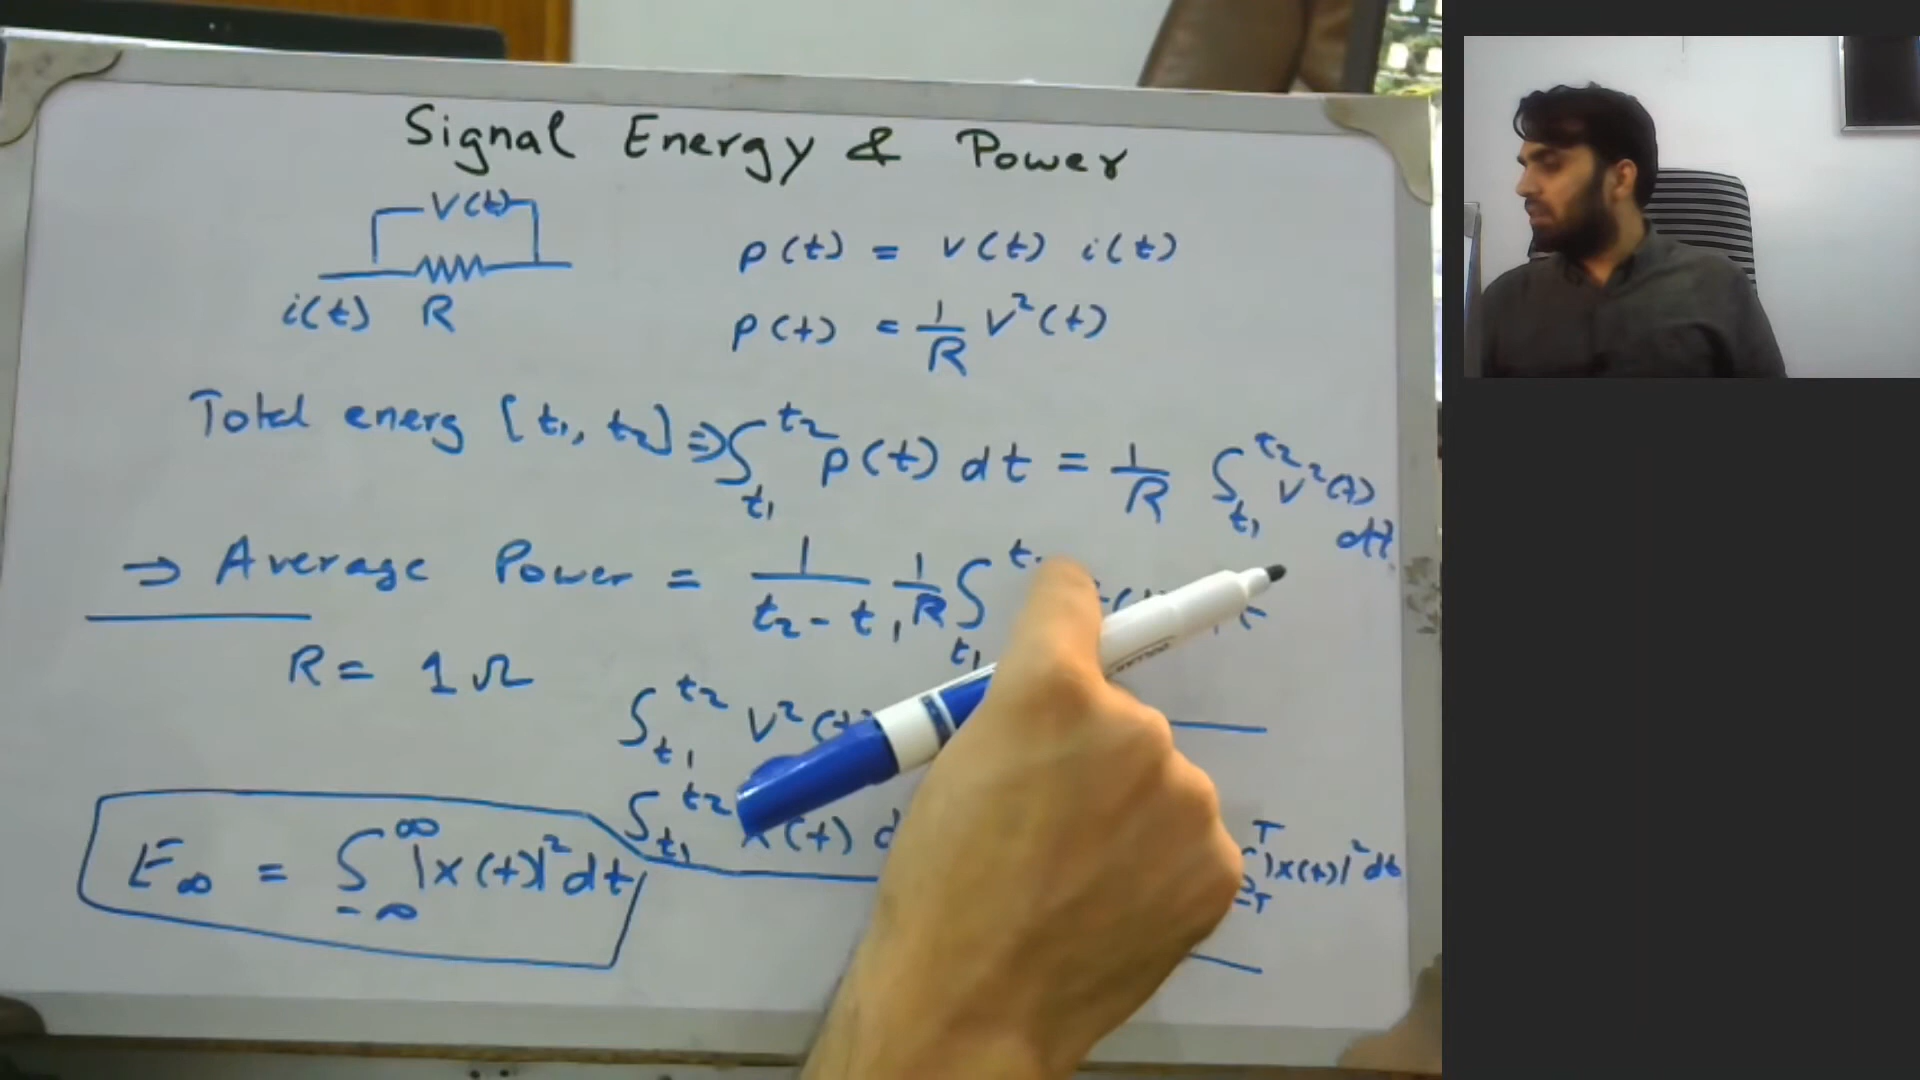 Signal Energy & Power
V(t)
i(t) R
p(t) = v(t) i(t)
p(t) = 1/R V²(t)
Total energ [t₁, t₂] ⇒ ∫_{t₁}^{t₂} p(t) dt = 1/R ∫_{t₁}^{t₂} v²(t) dt
→ Average Power = 1/(t₂ - t₁) 1/R ∫_{t₁}
R = 1Ω
∫_{t₁}^{t₂} V²(t)
∫_{t₁}^{t₂} x(t) d
E∞ = ∫_{-∞}^{∞} |x(t)|² dt
∫_{-T}^{T} |x(t)|² dt